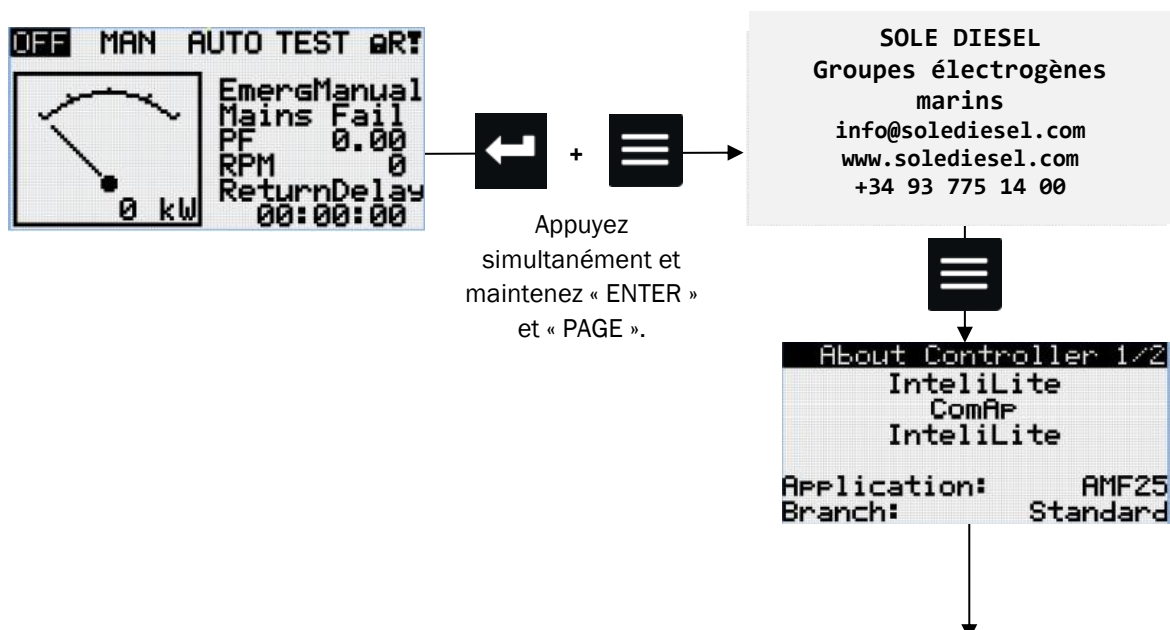 OFF MAN AUTO TEST R
EmergManual
Mains Fail
PF 0.00
RPM 0
ReturnDelay
00:00:00
0 kW
+
Appuyez
simultanément et
maintenez « ENTER »
et « PAGE ».
SOLE DIESEL
Groupes électrogènes
marins
info@solediesel.com
www.solediesel.com
+34 93 775 14 00
About Controller 1/2
InteliLite
ComAp
InteliLite
Application: AMF25
Branch: Standard